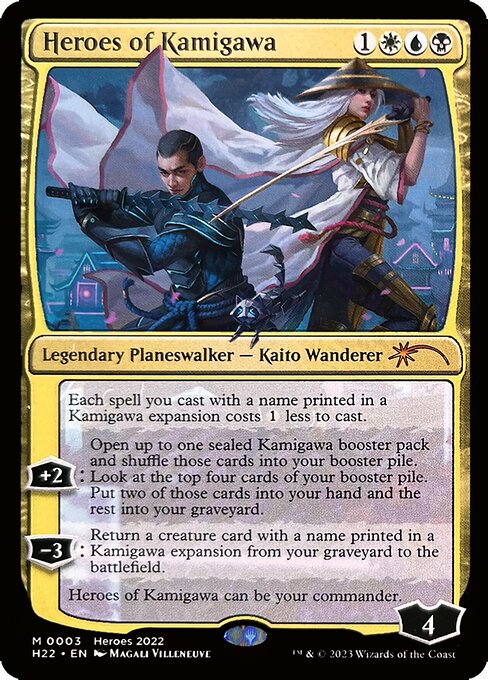 Heroes of Kamigawa 1
Legendary Planeswalker — Kaito Wanderer
Each spell you cast with a name printed in a
Kamigawa expansion costs 1 less to cast.
Open up to one sealed Kamigawa booster pack
and shuffle those cards into your booster pile.
+2: Look at the top four cards of your booster pile.
Put two of those cards into your hand and the
rest into your graveyard.
Return a creature card with a name printed in a
−3: Kamigawa expansion from your graveyard to the
battlefield.
Heroes of Kamigawa can be your commander.
4
M 0003 Heroes 2022
H22 • EN Magali Villeneuve ™ & © 2023 Wizards of the Coast